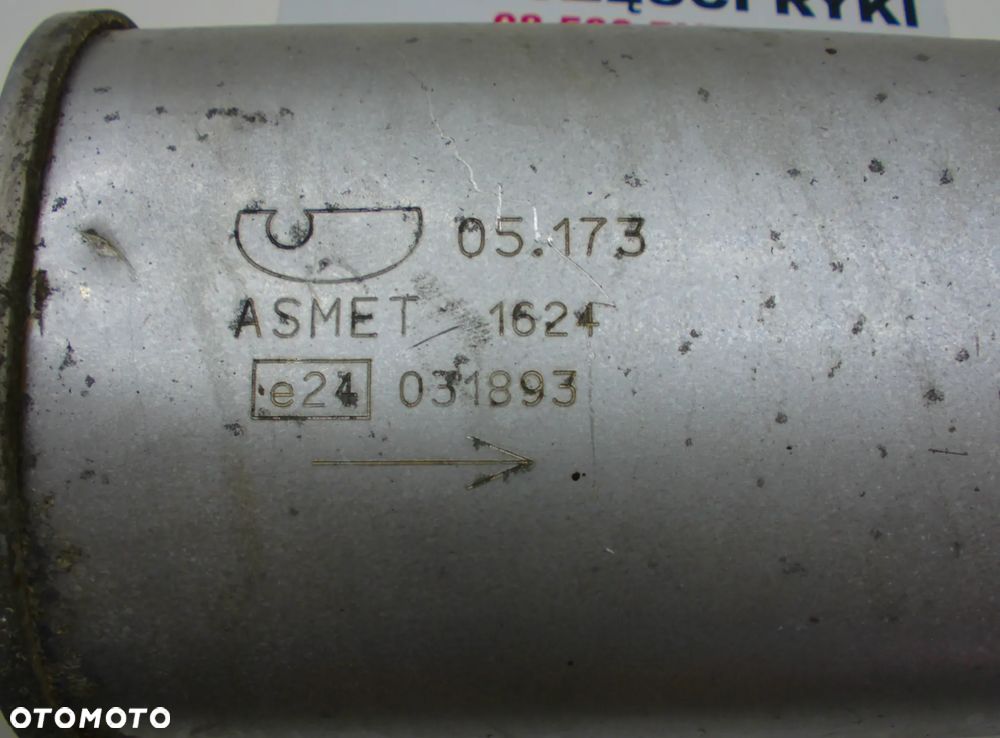 RYKI
05.173
ASMET 1624
e24 031893
OTOMOTO